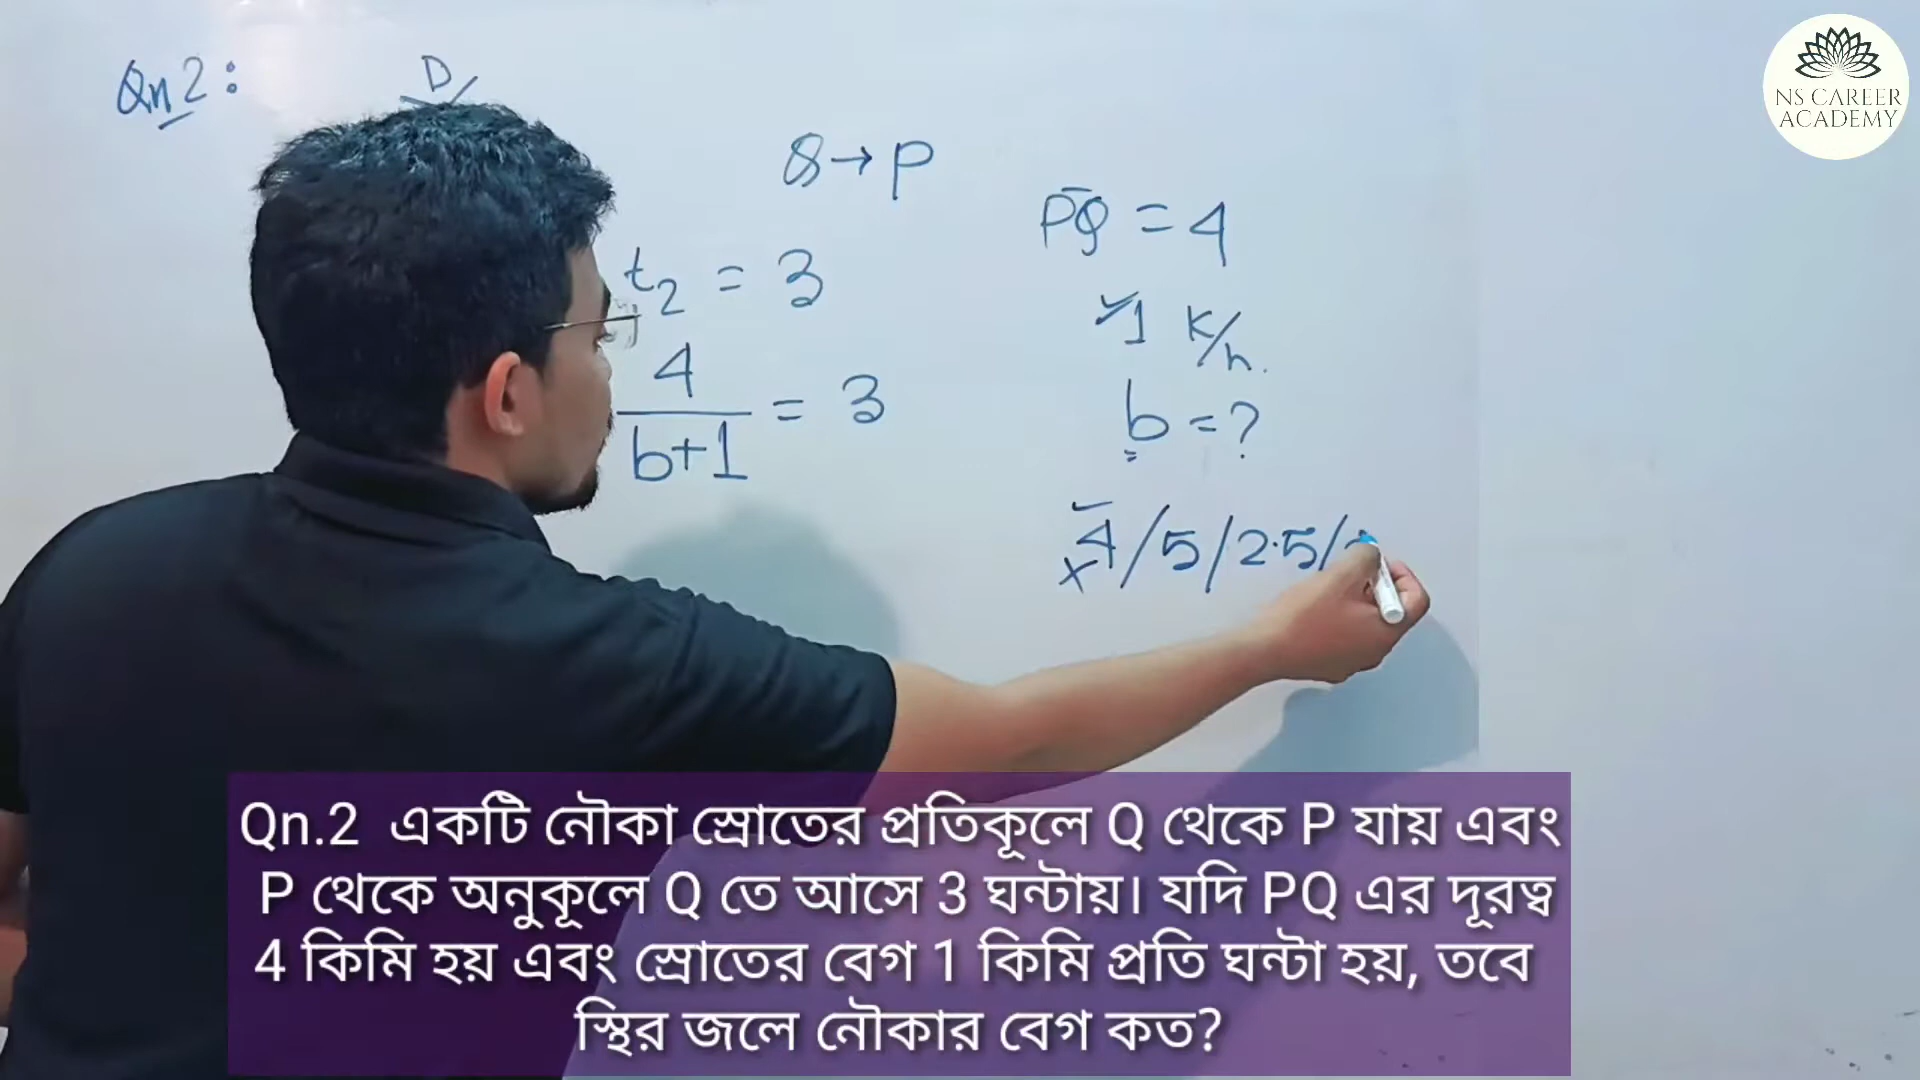 Qn 2:
D
Q → P
PQ = 4
t2 = 3
1 K/h.
4/b+1 = 3
b = ?
4/5/2.5/
NS CAREER
ACADEMY
Qn.2 একটি নৌকা স্রোতের প্রতিকূলে Q থেকে P যায় এবং
P থেকে অনুকূলে Q তে আসে 3 ঘন্টায়। যদি PQ এর দূরত্ব
4 কিমি হয় এবং স্রোতের বেগ 1 কিমি প্রতি ঘন্টা হয়, তবে
স্থির জলে নৌকার বেগ কত?